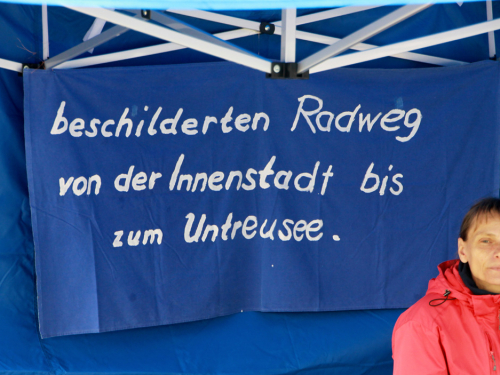 beschilderten Radweg
von der Innenstadt bis
zum Untreusee.